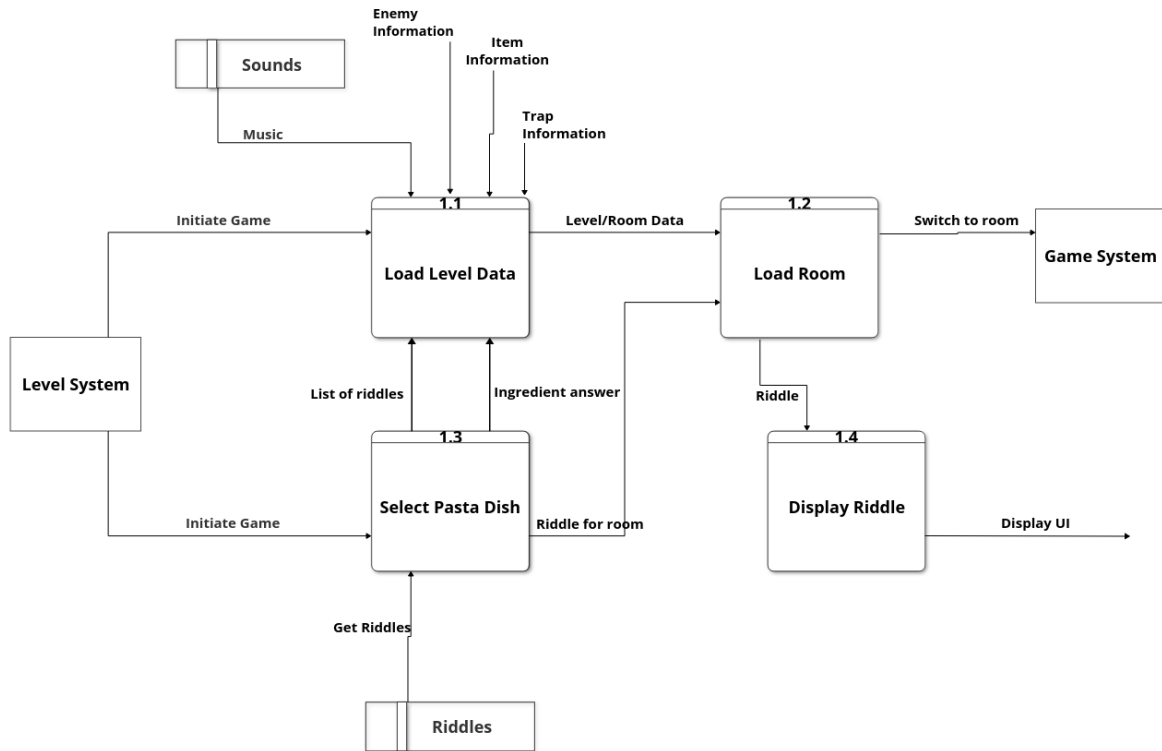 Enemy
Information
Item
Information
Sounds
Trap
Information
Music
1.1
1.2
Initiate Game
Level/Room Data
Switch to room
Load Level Data
Load Room
Game System
Level System
List of riddles
Ingredient answer
Riddle
1.3
1.4
Select Pasta Dish
Display Riddle
Initiate Game
Riddle for room
Display UI
Get Riddles
Riddles